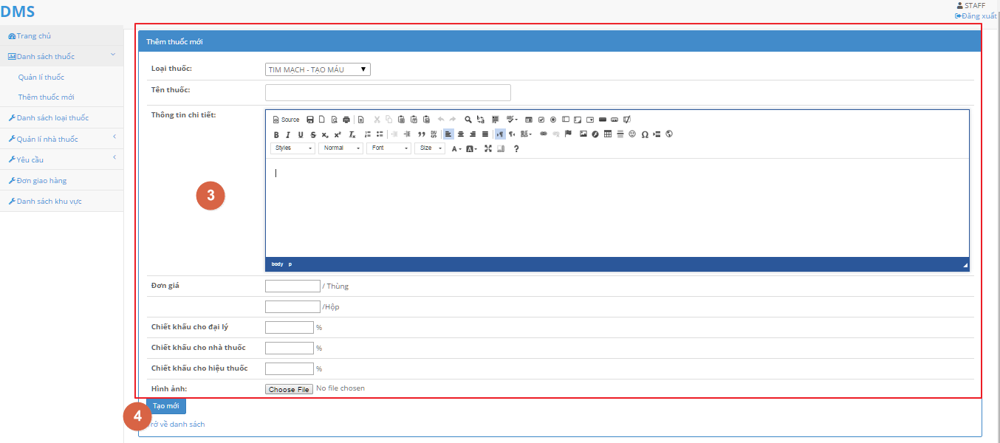 DMS
STAFF
Đăng xuất
Trang chủ
Danh sách thuốc
Quản lí thuốc
Thêm thuốc mới
Danh sách loại thuốc
Quản lí nhà thuốc
Yêu cầu
Đơn giao hàng
Danh sách khu vực
Thêm thuốc mới
Loại thuốc:
TIM MẠCH - TẠO MÁU
Tên thuốc:
Thông tin chi tiết:
Source
Styles Normal Font Size
3
body p
Đơn giá
/ Thùng
/Hộp
Chiết khấu cho đại lý
%
Chiết khấu cho nhà thuốc
%
Chiết khấu cho hiệu thuốc
%
Hình ảnh:
Choose File No file chosen
Tạo mới
4
rở về danh sách